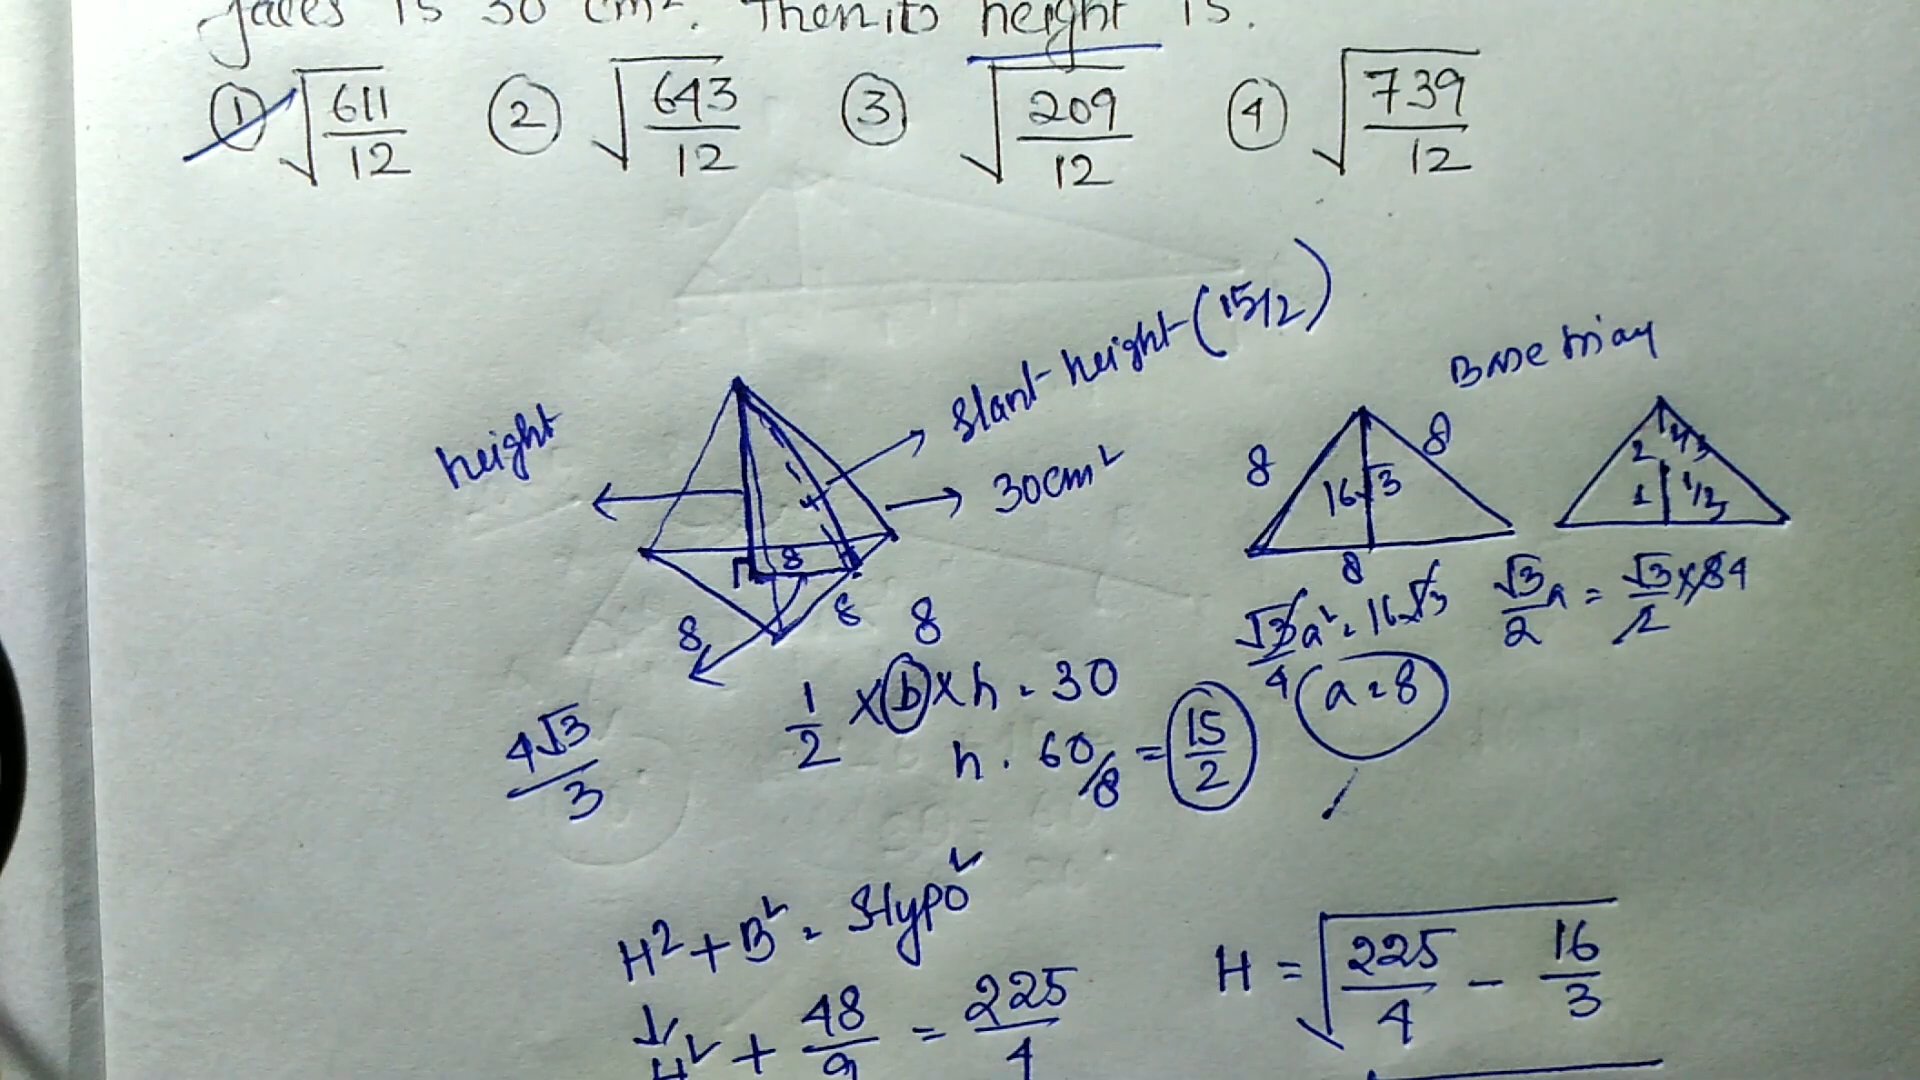 faces is 30 cm². Then its height is.
① √611/12 ② √643/12 ③ √209/12 ④ √739/12
Slant-height-(15/2)
Base
height
30cm²
8 8 16√3 8
2 1 1/3
8 8 8
√3/4 a² = 16√3
√3/2 a = √3/2 × 8 4
a = 8
1/2 × b × h = 30
h = 60/8 = 15/2
4√3/3
H² + B² = Hypo²
H² + 48/9 = 225/4
H = √225/4 - 16/3